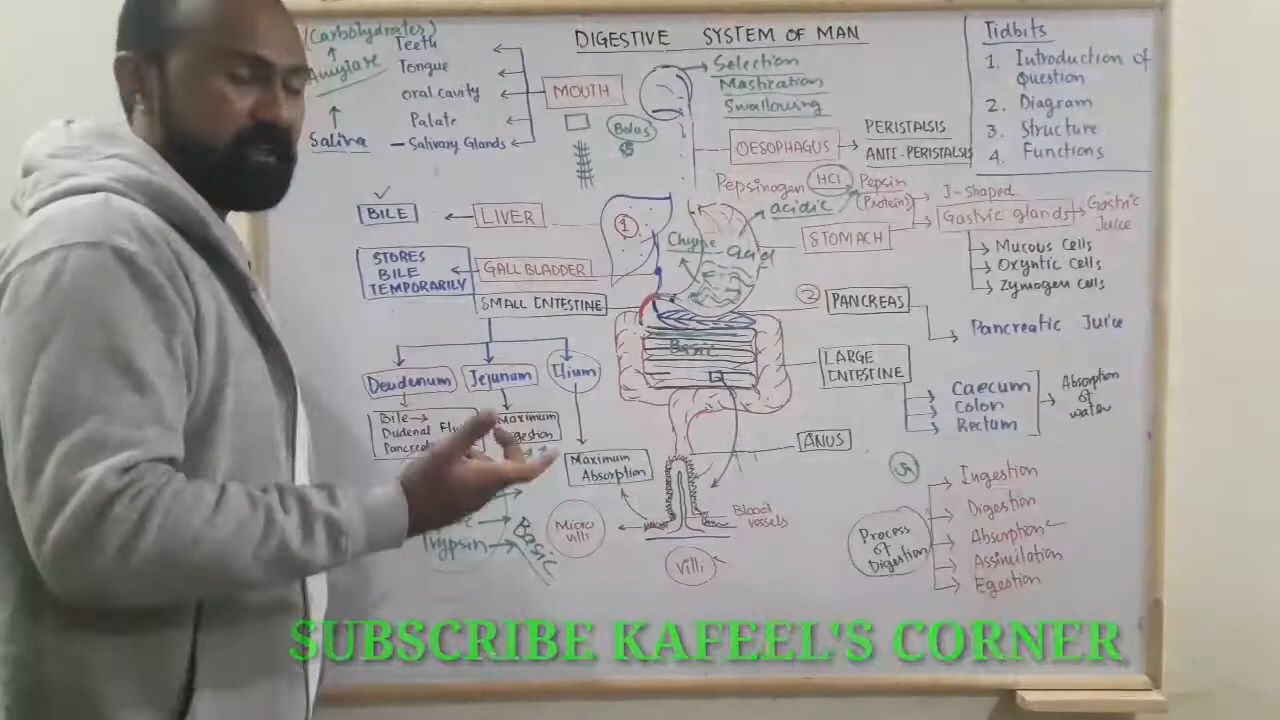 DIGESTIVE SYSTEM OF MAN
(Carbohydrates)
Amylase
Saliva
Teeth
Tongue
oral cavity
Palate
Salivary Glands
MOUTH
Selection
Mastication
Swallowing
Bolus
OESOPHAGUS
PERISTALSIS
ANTI-PERISTALSIS
Tidbits
1. Introduction of
Question
2. Diagram
3. Structure
4. Functions
Pepsinogen HCl Pepsin
(Protein)
acidic
J-Shaped
Gastric glands
Gastric
Juice
STOMACH
Mucous Cells
Oxyntic Cells
Zymogen Cells
BILE
LIVER
1
STORES
BILE
TEMPORARILY
GALL BLADDER
Chyme
Acid
SMALL INTESTINE
2 PANCREAS
Pancreatic Juice
Basic
Deudenum
Jejunum
Ilium
LARGE
INTESTINE
Caecum
Colon
Rectum
Absorption
of
water
Bile
Dudenal
Maximum
Maximum
Absorption
ANUS
Micro
villi
Blood
vessels
Villi
Trypsin
Basic
5
Process
of
Digestion
Ingestion
Digestion
Absorption
Assimilation
Egestion
SUBSCRIBE KAFEEL'S CORNER